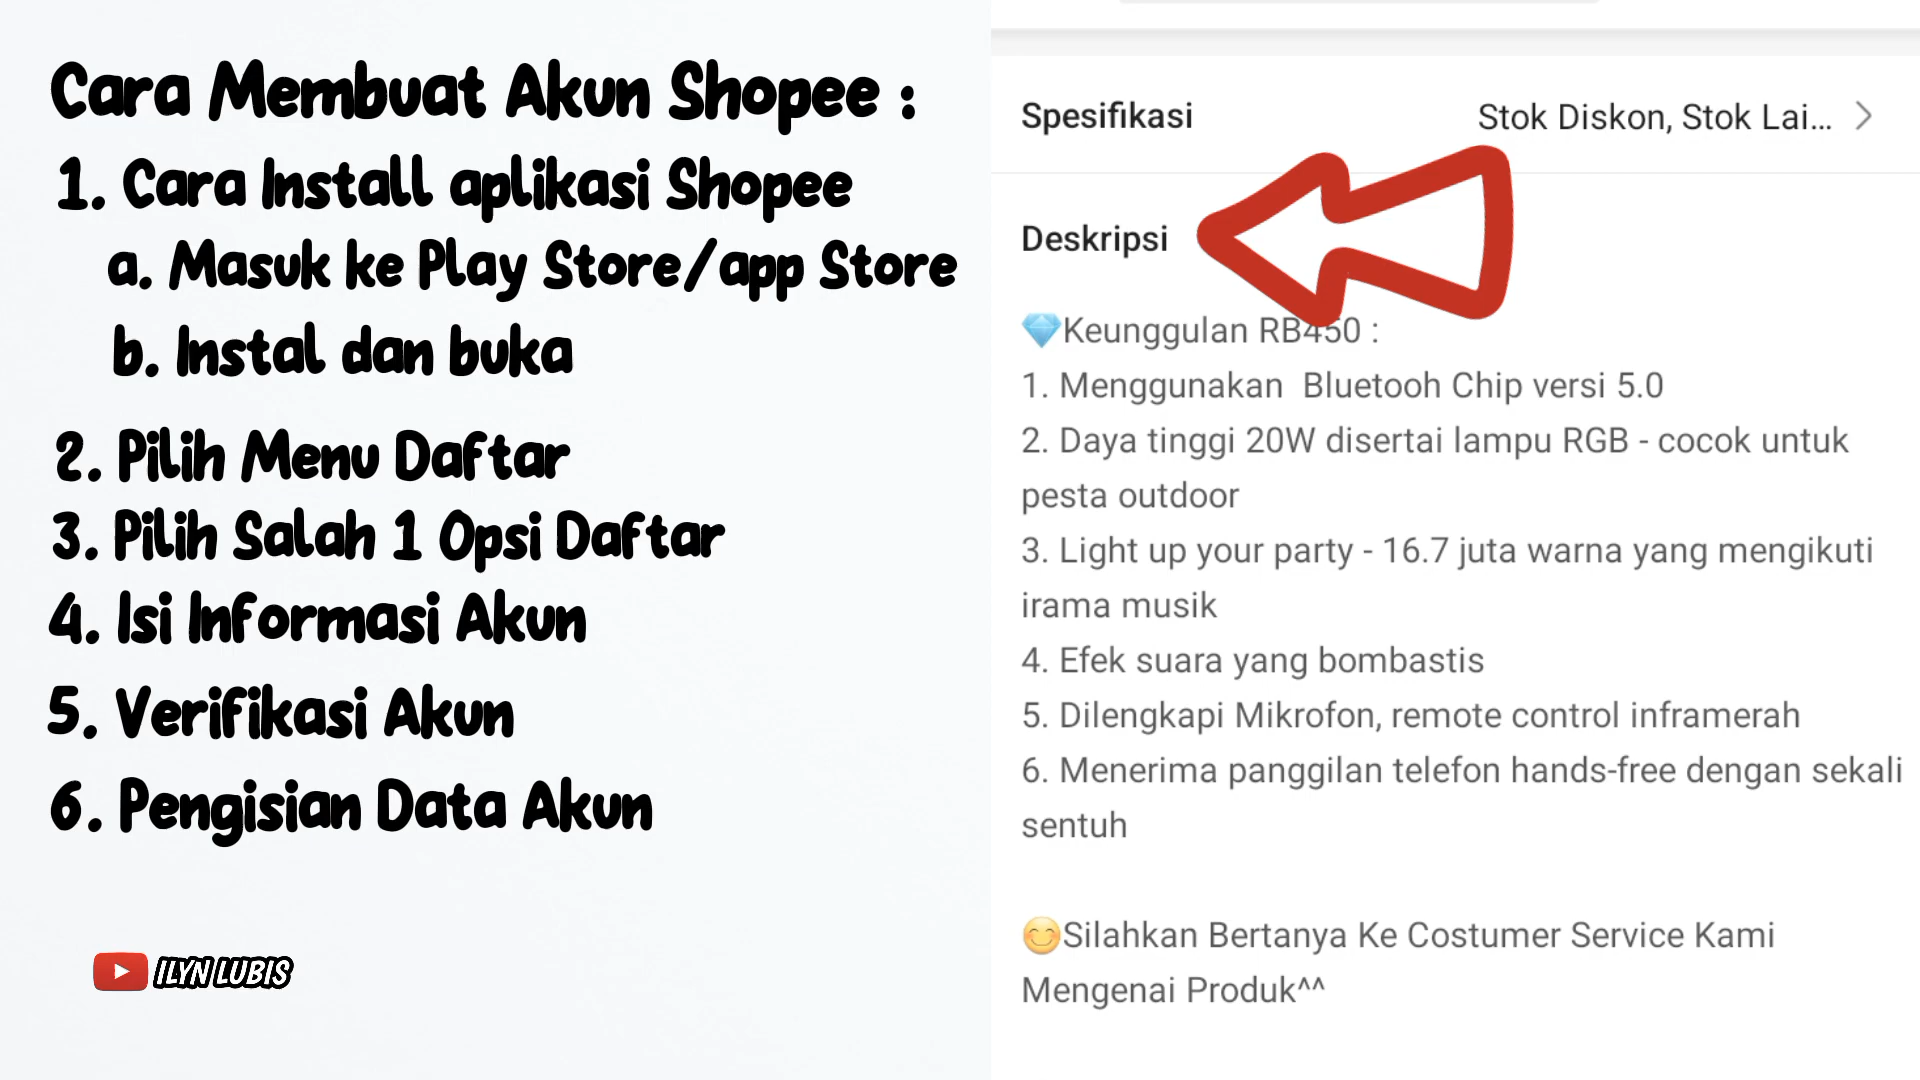 Cara Membuat Akun Shopee :
1. Cara Install aplikasi Shopee
a. Masuk ke Play Store/app Store
b. Instal dan buka
2. Pilih Menu Daftar
3. Pilih Salah 1 Opsi Daftar
4. Isi Informasi Akun
5. Verifikasi Akun
6. Pengisian Data Akun
ILYN LUBIS
Spesifikasi
Stok Diskon, Stok Lai...
Deskripsi
💎Keunggulan RB450 :
1. Menggunakan  Bluetooh Chip versi 5.0
2. Daya tinggi 20W disertai lampu RGB - cocok untuk
pesta outdoor
3. Light up your party - 16.7 juta warna yang mengikuti
irama musik
4. Efek suara yang bombastis
5. Dilengkapi Mikrofon, remote control inframerah
6. Menerima panggilan telefon hands-free dengan sekali
sentuh
😊Silahkan Bertanya Ke Costumer Service Kami
Mengenai Produk^^